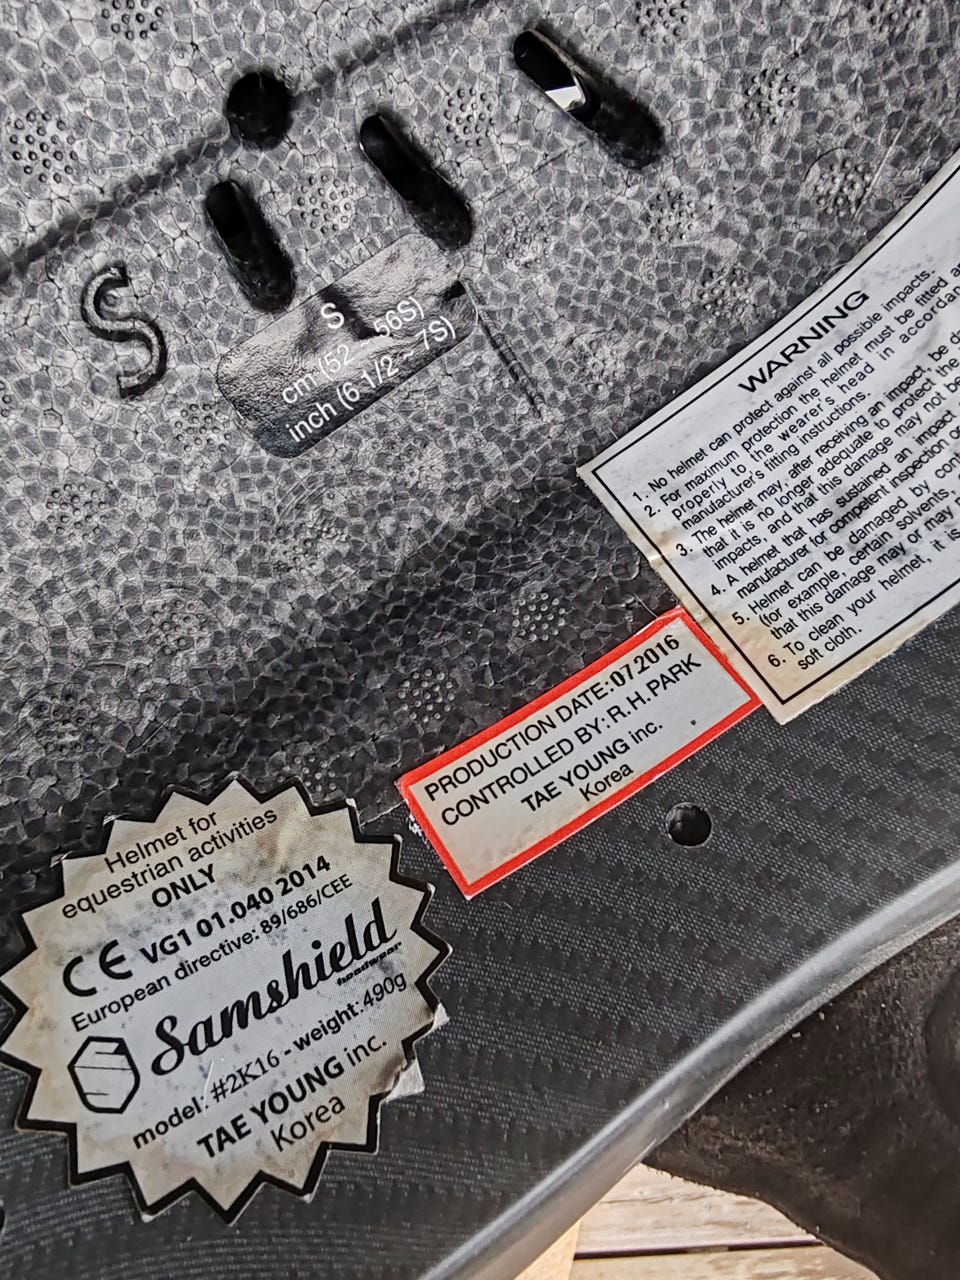 S
S
cm (52 56S)
inch (6 1/2 ~ 7S)
WARNING
1. No helmet can protect against all possible impacts.
2. For maximum protection the helmet must be fitted
properly to the wearer's head in
manufacturer's fitting instructions.
3. The helmet may, after receiving an impact, be
that it is no longer adequate to protect the
impacts, and that this damage may not be
4. A helmet that has sustained an impact
manufacturer for competent inspection
5. Helmet can be damaged by
(for example, certain solvents,
that this damage may or may
6. To clean your helmet, it is
soft cloth.
PRODUCTION DATE:07 2016
CONTROLLED BY: R. H. PARK
TAE YOUNG inc.
Korea
Helmet for
equestrian activities
ONLY
CE VG1 01.040 2014
European directive: 89/686/CEE
Samshield
headwear
model: #2K16 - weight:490g
TAE YOUNG inc.
Korea